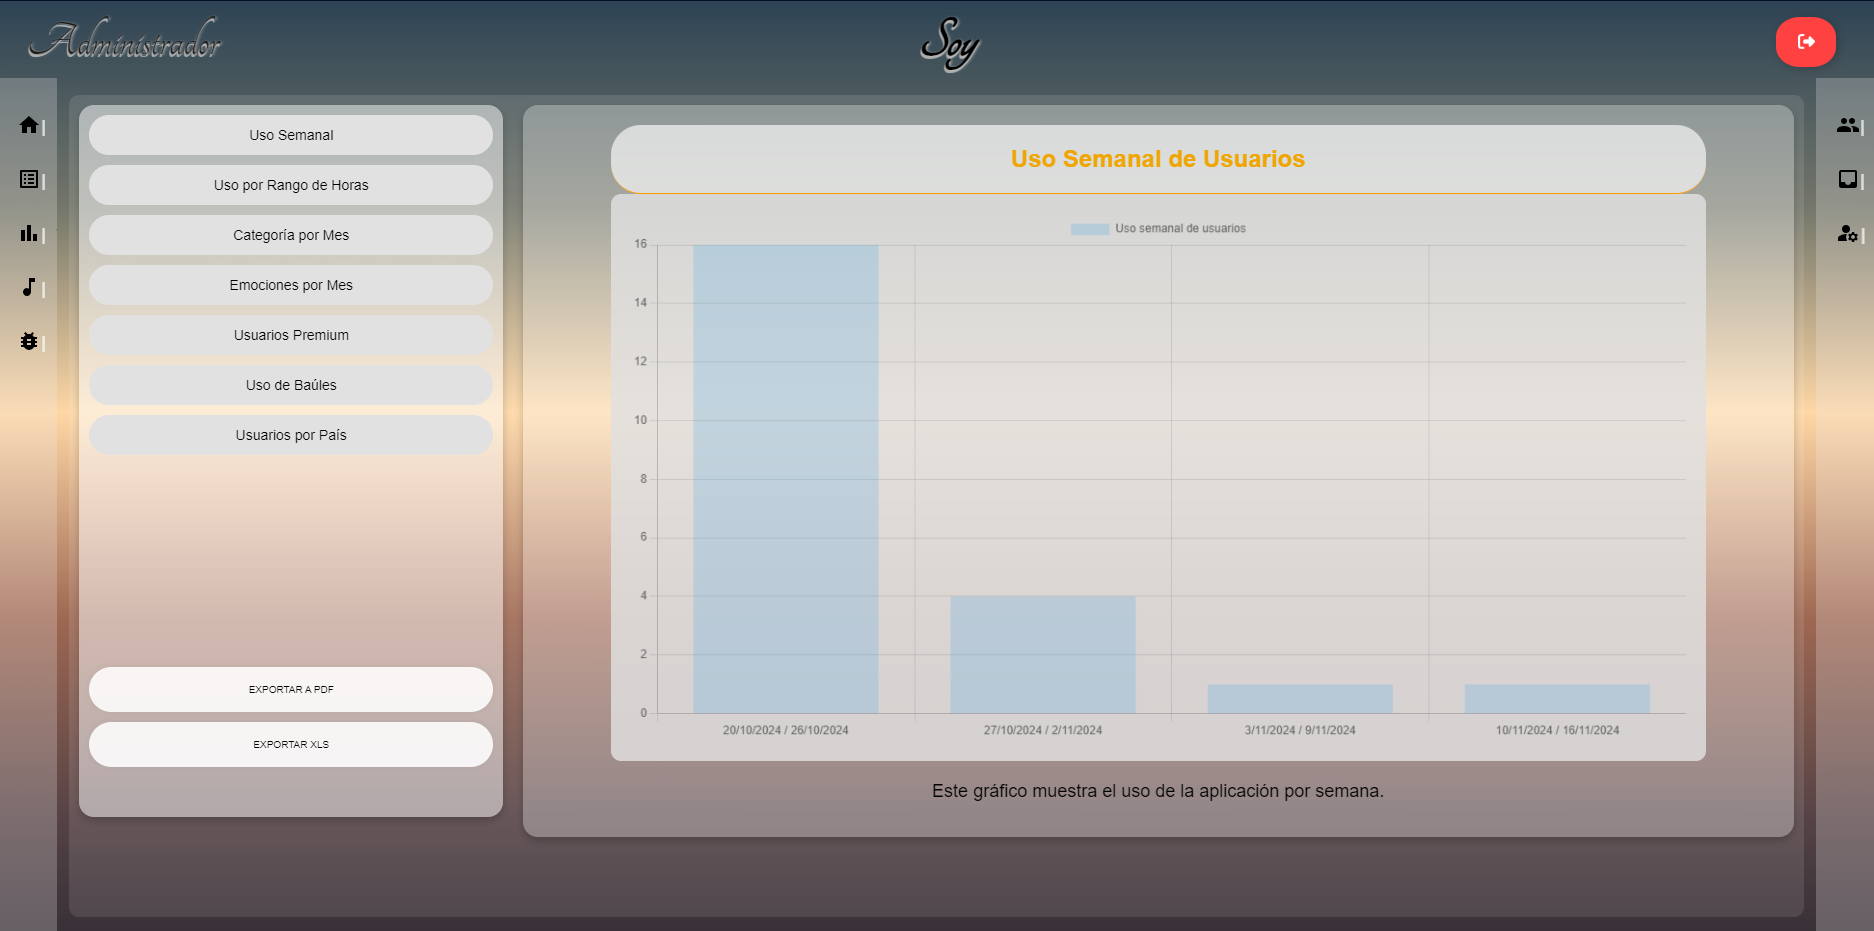 Administrador
Soy
Uso Semanal
Uso por Rango de Horas
Categoría por Mes
Emociones por Mes
Usuarios Premium
Uso de Baúles
Usuarios por País
EXPORTAR A PDF
EXPORTAR XLS
Uso Semanal de Usuarios
Uso semanal de usuarios
16
14
12
10
8
6
4
2
0
20/10/2024 / 26/10/2024
27/10/2024 / 2/11/2024
3/11/2024 / 9/11/2024
10/11/2024 / 16/11/2024
Este gráfico muestra el uso de la aplicación por semana.